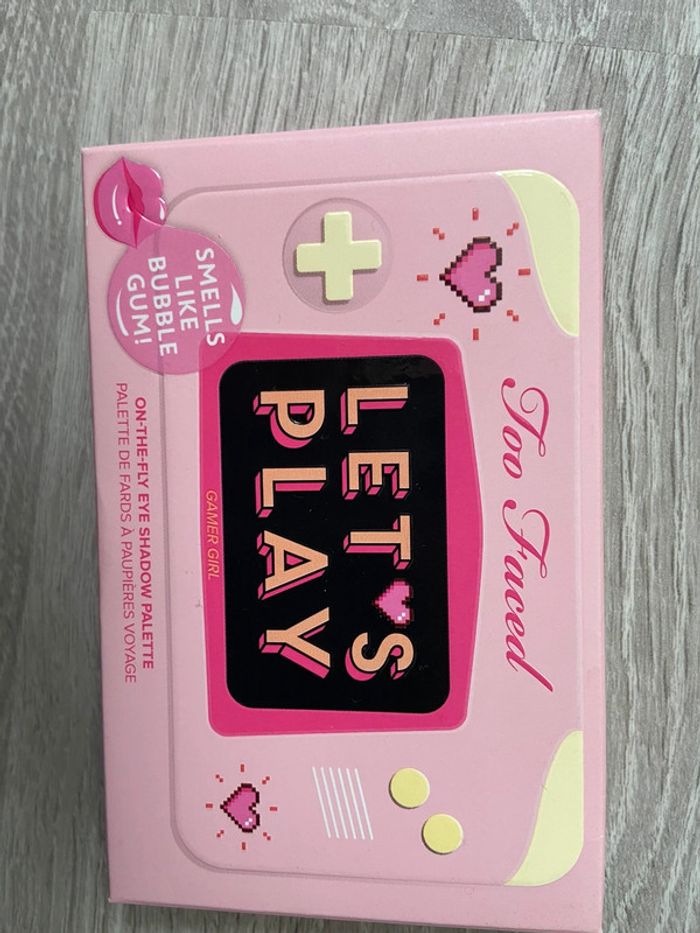 Too Faced
LET'S
PLAY
GAMER GIRL
SMELLS
LIKE
BUBBLE
GUM!
ON-THE-FLY EYE SHADOW PALETTE
PALETTE DE FARDS À PAUPIÈRES VOYAGE